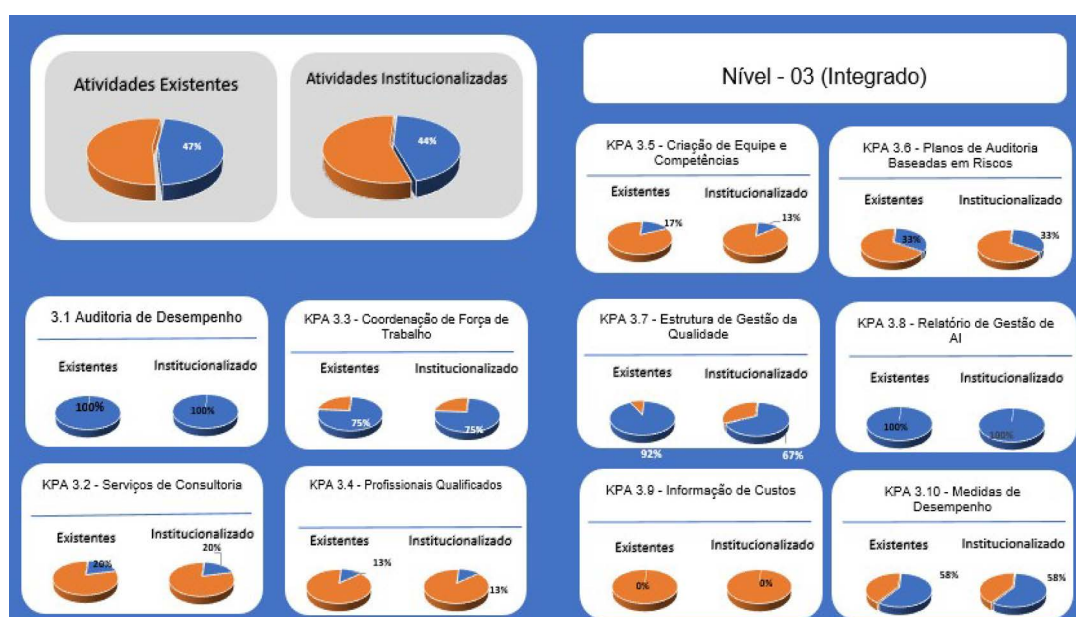 Atividades Existentes
47%
Atividades Institucionalizadas
44%
Nível - 03 (Integrado)
KPA 3.5 - Criação de Equipe e
Competências
Existentes
Institucionalizado
17%
13%
KPA 3.6 - Planos de Auditoria
Baseadas em Riscos
Existentes
Institucionalizado
33%
33%
3.1 Auditoria de Desempenho
Existentes
Institucionalizado
100%
100%
KPA 3.3 - Coordenação de Força de
Trabalho
Existentes
Institucionalizado
75%
75%
KPA 3.7 - Estrutura de Gestão da
Qualidade
Existentes
Institucionalizado
92%
67%
KPA 3.8 - Relatório de Gestão de
AI
Existentes
Institucionalizado
100%
100%
KPA 3.2 - Serviços de Consultoria
Existentes
Institucionalizado
20%
20%
KPA 3.4 - Profissionais Qualificados
Existentes
Institucionalizado
13%
13%
KPA 3.9 - Informação de Custos
Existentes
Institucionalizado
0%
0%
KPA 3.10 - Medidas de
Desempenho
Existentes
Institucionalizado
58%
58%